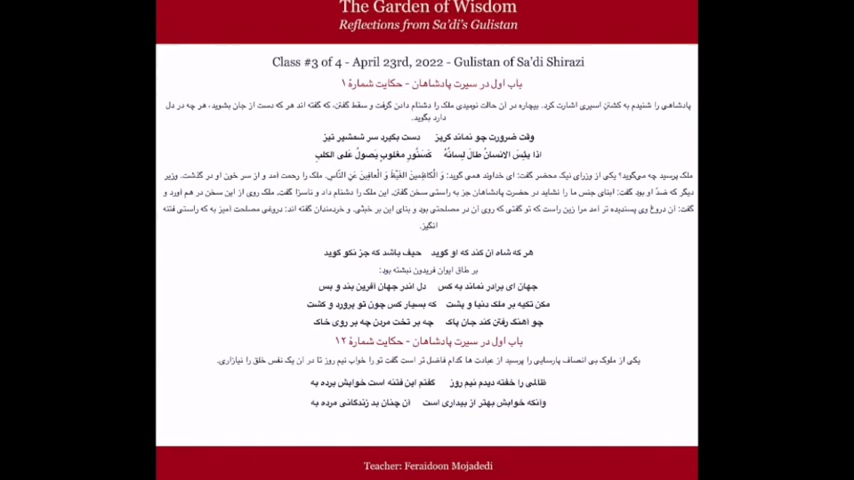 The Garden of Wisdom
Reflections from Sa'di's Gulistan
Class #3 of 4 - April 23rd, 2022 - Gulistan of Sa'di Shirazi
باب اول در سیرت پادشاهان - حکایت شمارهٔ ۱
پادشاهی را شنیدم به کشتن اسیری اشارت کرد. بیچاره در آن حالت نومیدی ملک را دشنام دادن گرفت و سقط گفتن، که گفته اند هر که دست از جان بشوید، هر چه در دل
دارد بگوید.
وقت ضرورت چو نماند گریز دست بگیرد سر شمشیر تیز
اذا یئِسَ الانسانُ طالَ لِسانُهُ کَسَنُّورِ مغلوبٍ یَصولُ عَلی الکلبِ
ملک پرسید چه می‌گوید؟ یکی از وزرای نیک محضر گفت: ای خداوند همی گوید: وَ الْکاظِمینَ الغَیْظَ وَ الْعافِینَ عَنِ النّاسِ. ملک را رحمت آمد و از سر خون او در گذشت. وزیر
دیگر که ضدّ او بود گفت: ابنای جنس ما را نشاید در حضرت پادشاهان جز به راستی سخن گفتن. این ملک را دشنام داد و ناسزا گفت. ملک روی از این سخن در هم آورد و
گفت: آن دروغ وی پسندیده تر آمد مرا زین راست که تو گفتی که روی آن در مصلحتی بود و بنای این بر خبثی. و خردمندان گفته اند: دروغی مصلحت آمیز به که راستی فتنه
انگیز.
هر که شاه آن کند که او گوید حیف باشد که جز نکو گوید
بر طاق ایوان فریدون نبشته بود:
جهان ای برادر نماند به کس دل اندر جهان آفرین بند و بس
مکن تکیه بر ملک دنیا و پشت که بسیار کس چون تو پرورد و کشت
چو آهنگ رفتن کند جان پاک چه بر تخت مردن چه بر روی خاک
باب اول در سیرت پادشاهان - حکایت شمارهٔ ۱۲
یکی از ملوک بی انصاف پارسایی را پرسید از عبادت ها کدام فاضل تر است گفت تو را خواب نیم روز تا در آن یک نفس خلق را نیازاری.
ظالمی را خفته دیدم نیم روز گفتم این فتنه است خوابش برده به
وآنکه خوابش بهتر از بیداری است آن چنان بد زندگانی مرده به
Teacher: Feraidoon Mojadedi